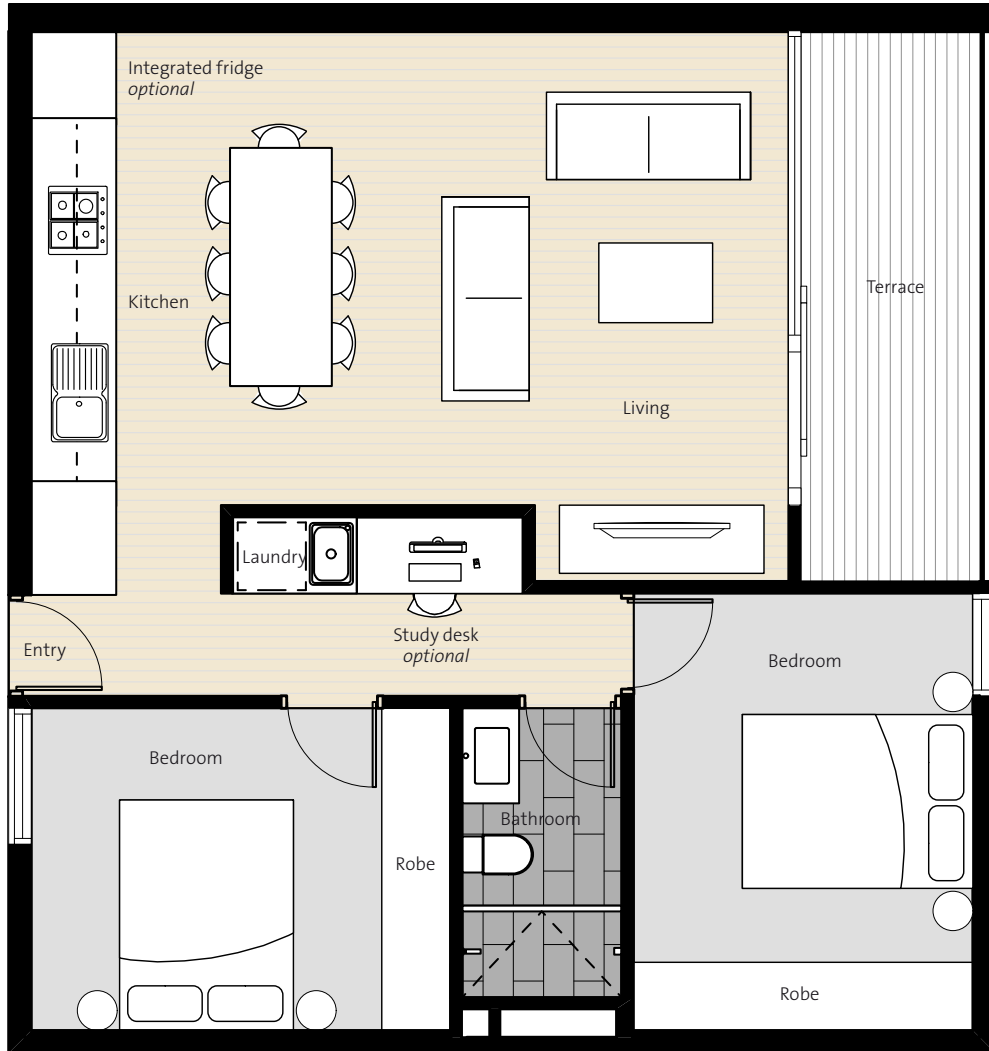 Integrated fridge
optional
Terrace
Kitchen
Living
Laundry
Study desk
optional
Entry
Bedroom
Bedroom
Bathroom
Robe
Robe